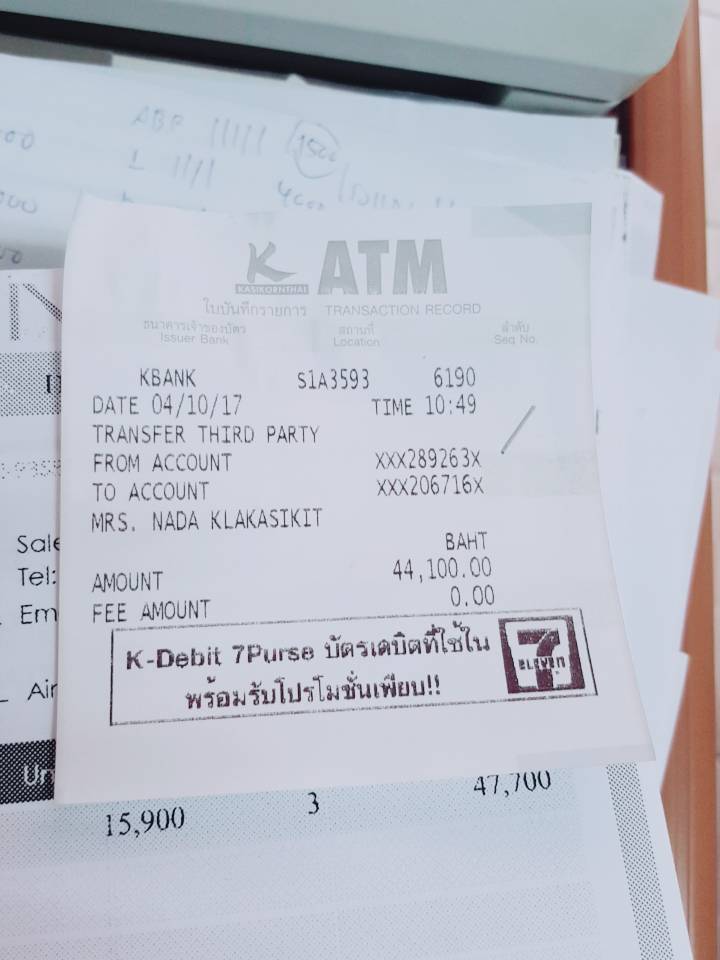 ABF
1500
1
K ATM
KASIKORNTHAI
ใบบันทึกรายการ TRANSACTION RECORD
ธนาคารเจ้าของบัตร สถานที่ ลำดับ
Issuer Bank Location Seq No.
KBANK S1A3593 6190
DATE 04/10/17 TIME 10:49
TRANSFER THIRD PARTY
FROM ACCOUNT XXX289263X
TO ACCOUNT XXX206716X
MRS. NADA KLAKASIKIT
BAHT
AMOUNT 44,100.00
FEE AMOUNT 0.00
K-Debit 7Purse บัตรเดบิตที่ใช้ใน
พร้อมรับโปรโมชั่นเพียบ!!
7 ELEVEN
Sale
Tel:
Em
Air
Un
15,900 3 47,700